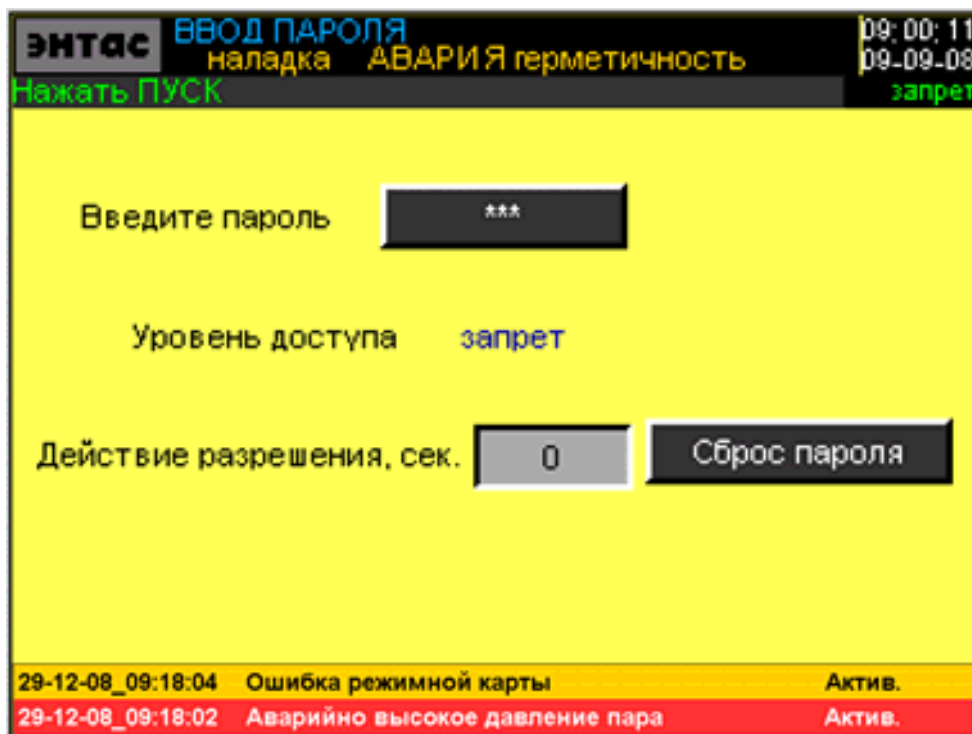 энтас ВВОД ПАРОЛЯ 09:00:11
наладка АВАРИЯ герметичность 09-09-08
Нажать ПУСК запрет
Введите пароль ***
Уровень доступа запрет
Действие разрешения, сек. 0 Сброс пароля
29-12-08_09:18:04 Ошибка режимной карты Актив.
29-12-08_09:18:02 Аварийно высокое давление пара Актив.